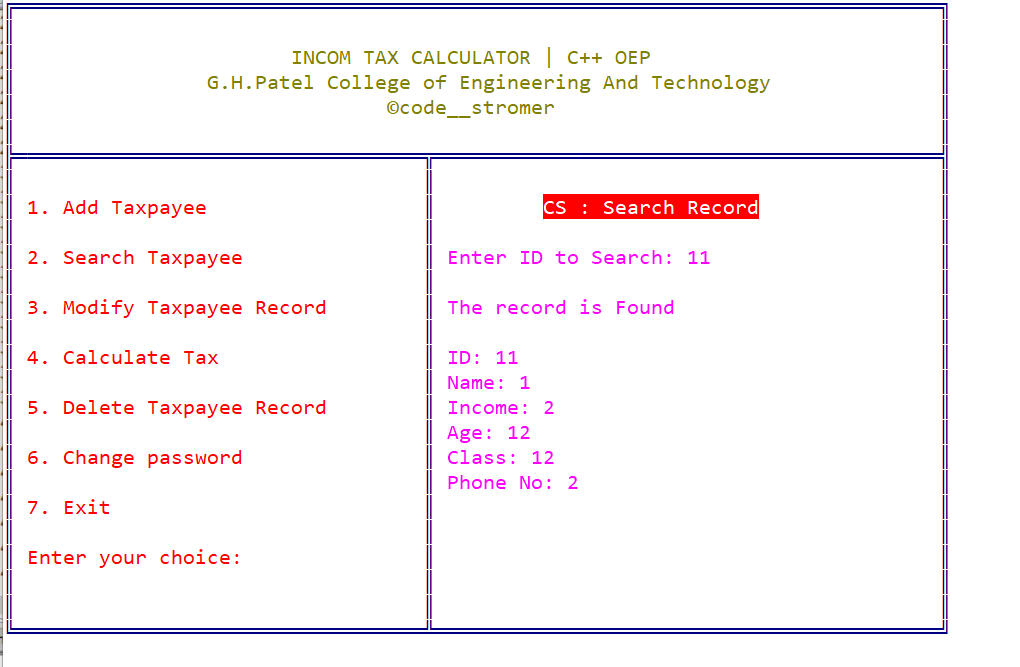 INCOM TAX CALCULATOR | C++ OEP
G.H.Patel College of Engineering And Technology
©code__stromer
1. Add Taxpayee
2. Search Taxpayee
3. Modify Taxpayee Record
4. Calculate Tax
5. Delete Taxpayee Record
6. Change password
7. Exit
Enter your choice:
CS : Search Record
Enter ID to Search: 11
The record is Found
ID: 11
Name: 1
Income: 2
Age: 12
Class: 12
Phone No: 2